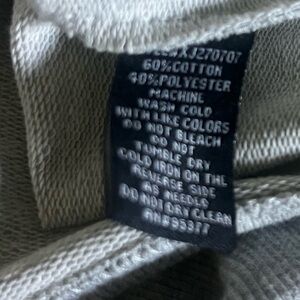 60%COTTON
40%POLYESTER
MACHINE
WASH COLD
WITH LIKE COLORS
DO NOT BLEACH
DO NOT
TUMBLE DRY
COLD IRON ON THE
REVERSE SIDE
AS NEEDED
DO NOT DRY CLEAN